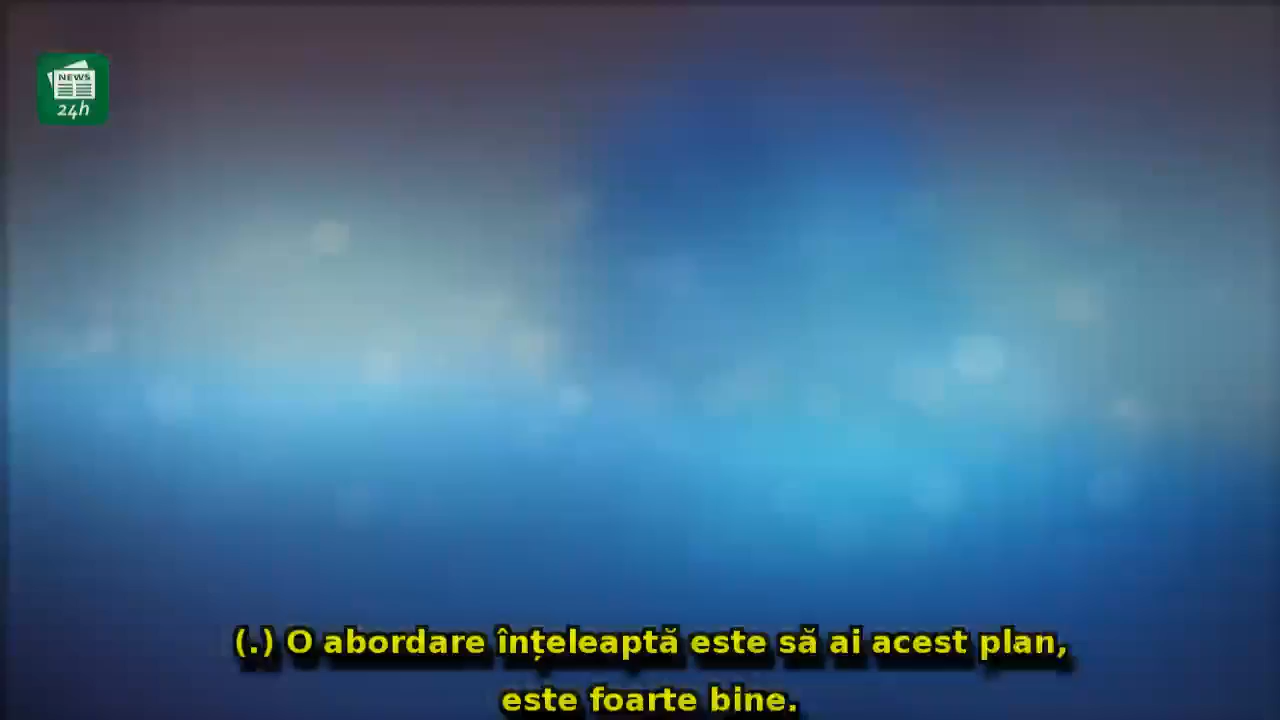 NEWS
24h
(.) O abordare înțeleaptă este să ai acest plan,
este foarte bine.